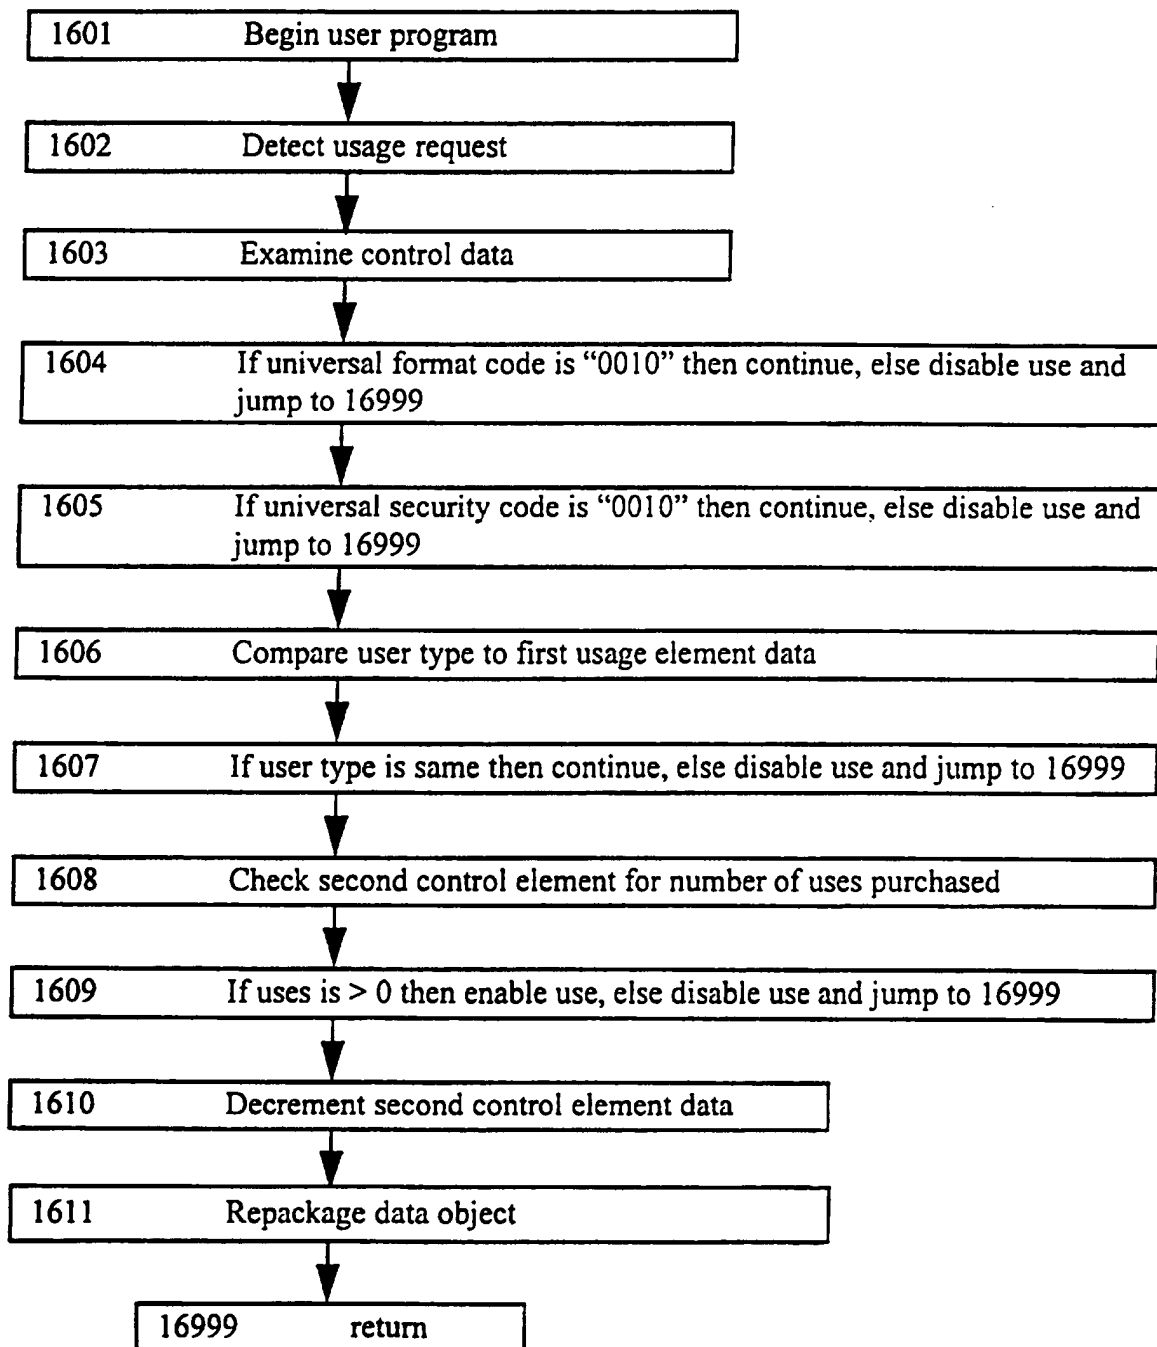 1601 Begin user program
1602 Detect usage request
1603 Examine control data
1604 If universal format code is “0010” then continue, else disable use and
jump to 16999
1605 If universal security code is “0010” then continue, else disable use and
jump to 16999
1606 Compare user type to first usage element data
1607 If user type is same then continue, else disable use and jump to 16999
1608 Check second control element for number of uses purchased
1609 If uses is > 0 then enable use, else disable use and jump to 16999
1610 Decrement second control element data
1611 Repackage data object
16999 return